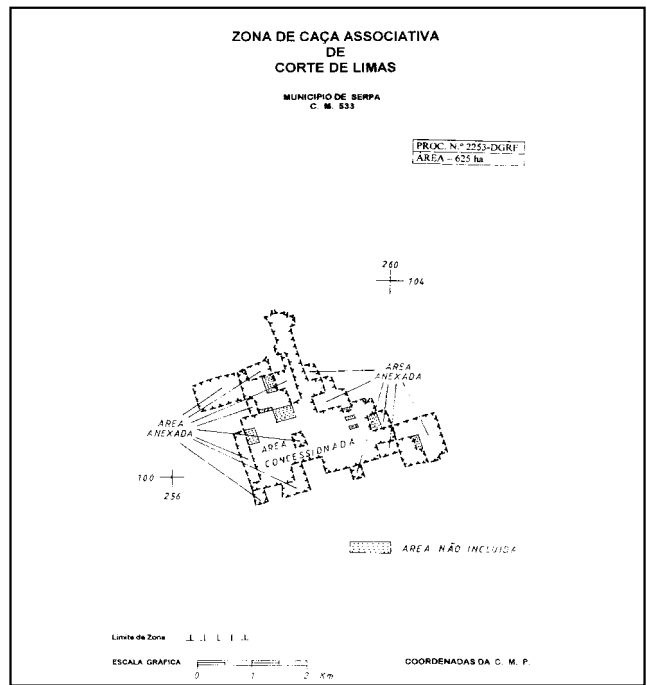 ZONA DE CAÇA ASSOCIATIVA
DE
CORTE DE LIMAS
MUNICIPIO DE SERPA
C. M. 533
PROC. N.º 2253-DGRF
AREA – 625 ha
260
104
AREA
ANEXADA
AREA
ANEXADA
AREA
CONCESSIONADA
100
256
AREA NÃO INCLUIDA
Limite da Zona
ESCALA GRAFICA
0 1 2 Km
COORDENADAS DA C. M. P.